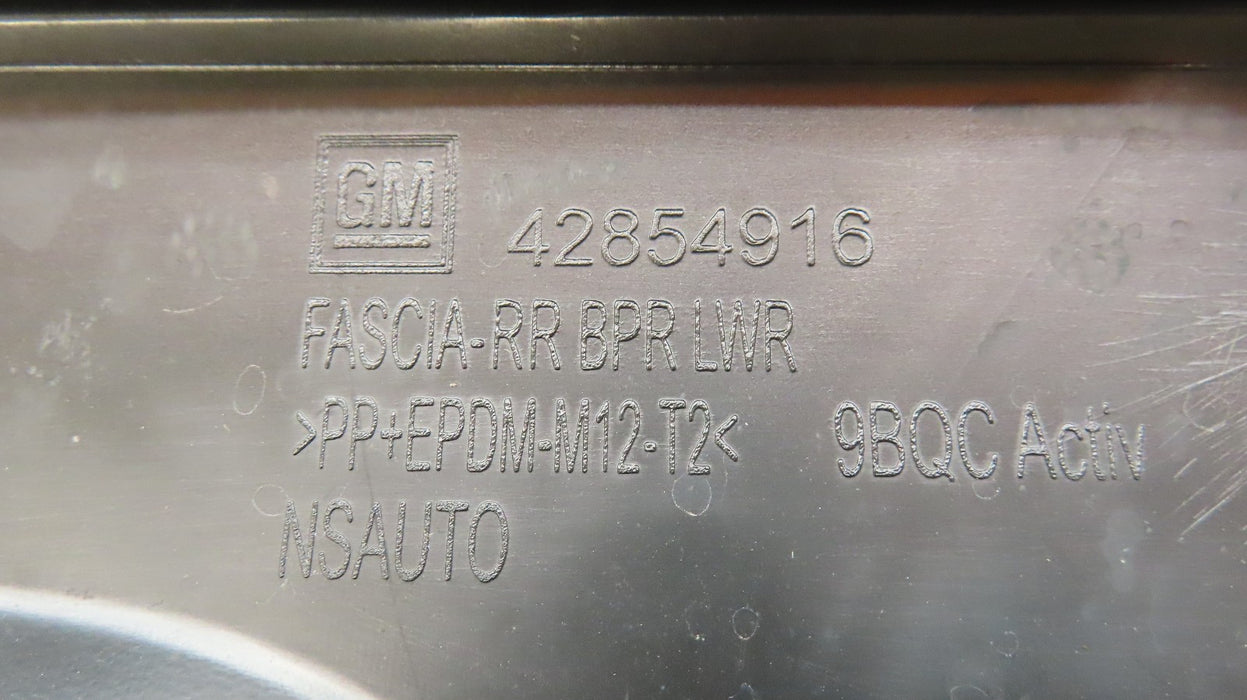 GM 42854916
FASCIA-RR BPR LWR
>PP+EPDM-M12-T2< 9BQC Activ
NSAUTO